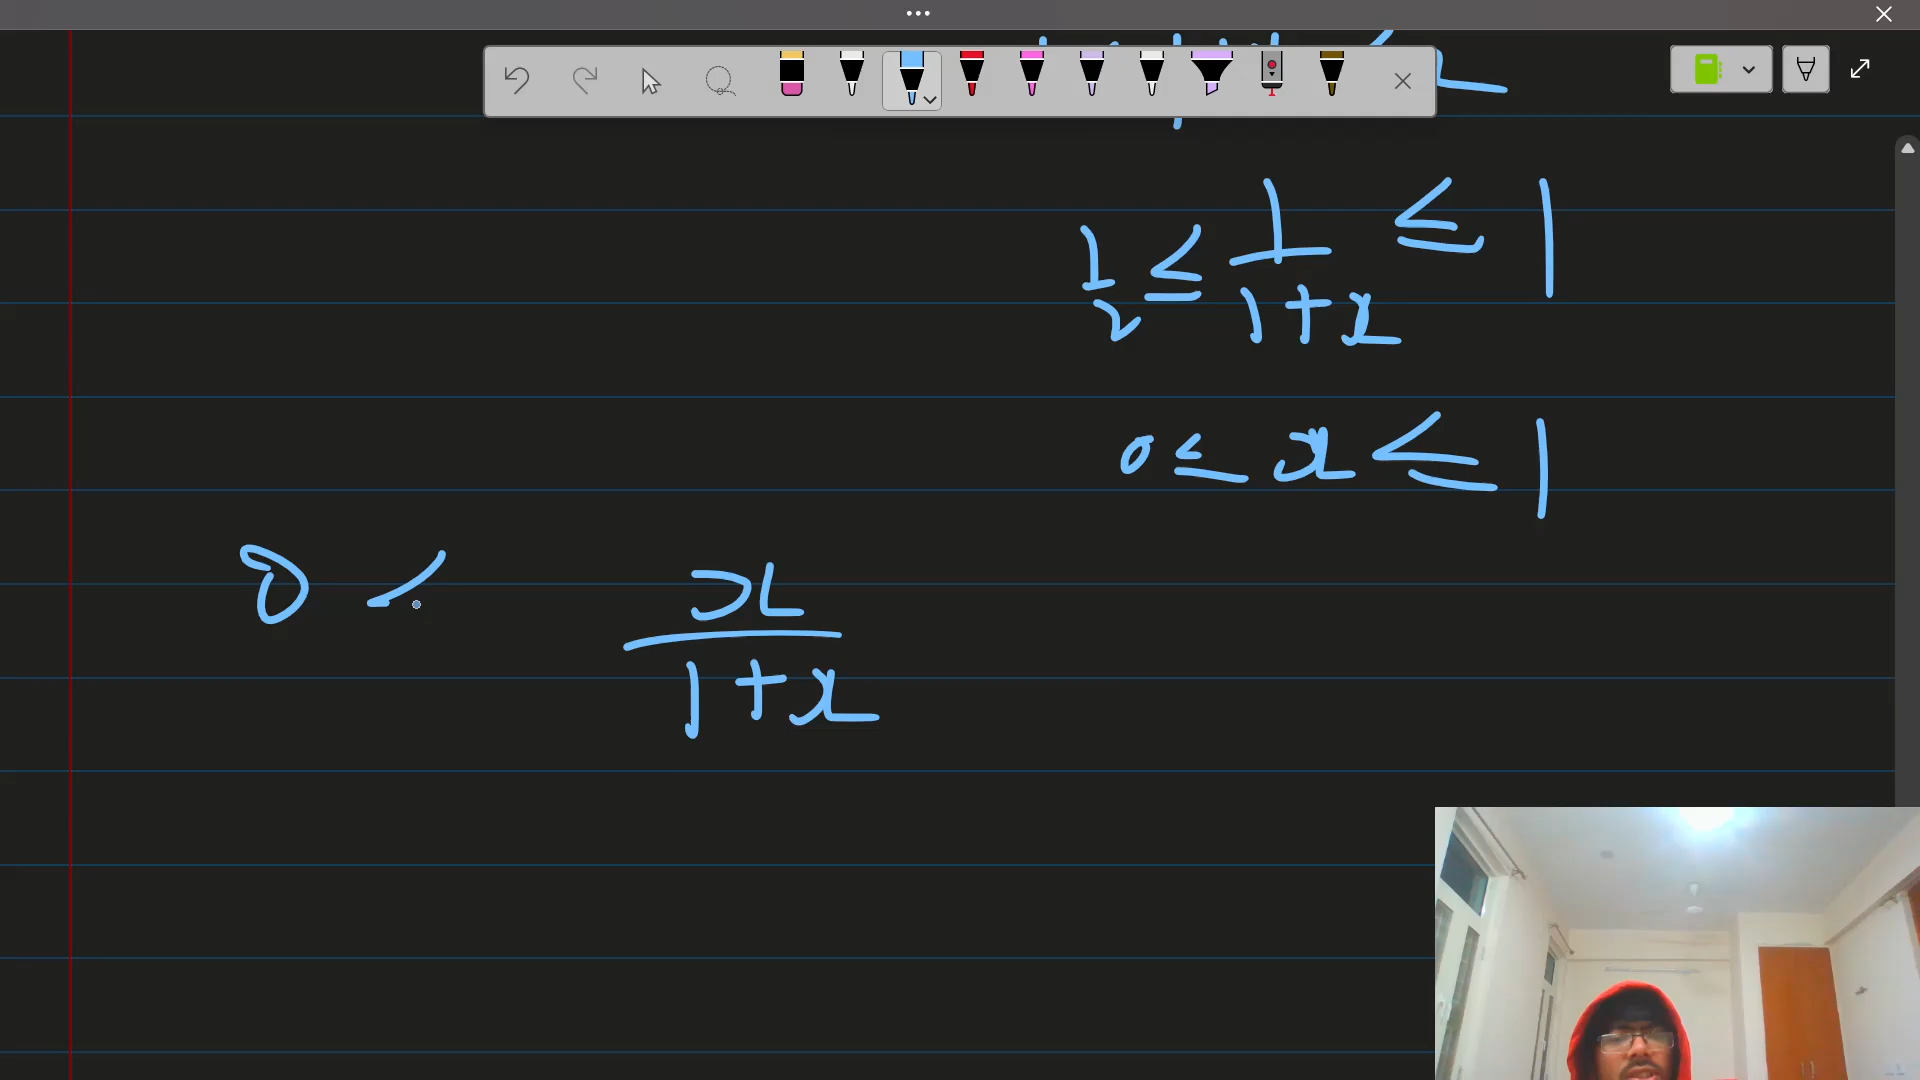 1/2 ≤ 1/(1+x) ≤ 1
0 ≤ x ≤ 1
0 < x/(1+x)